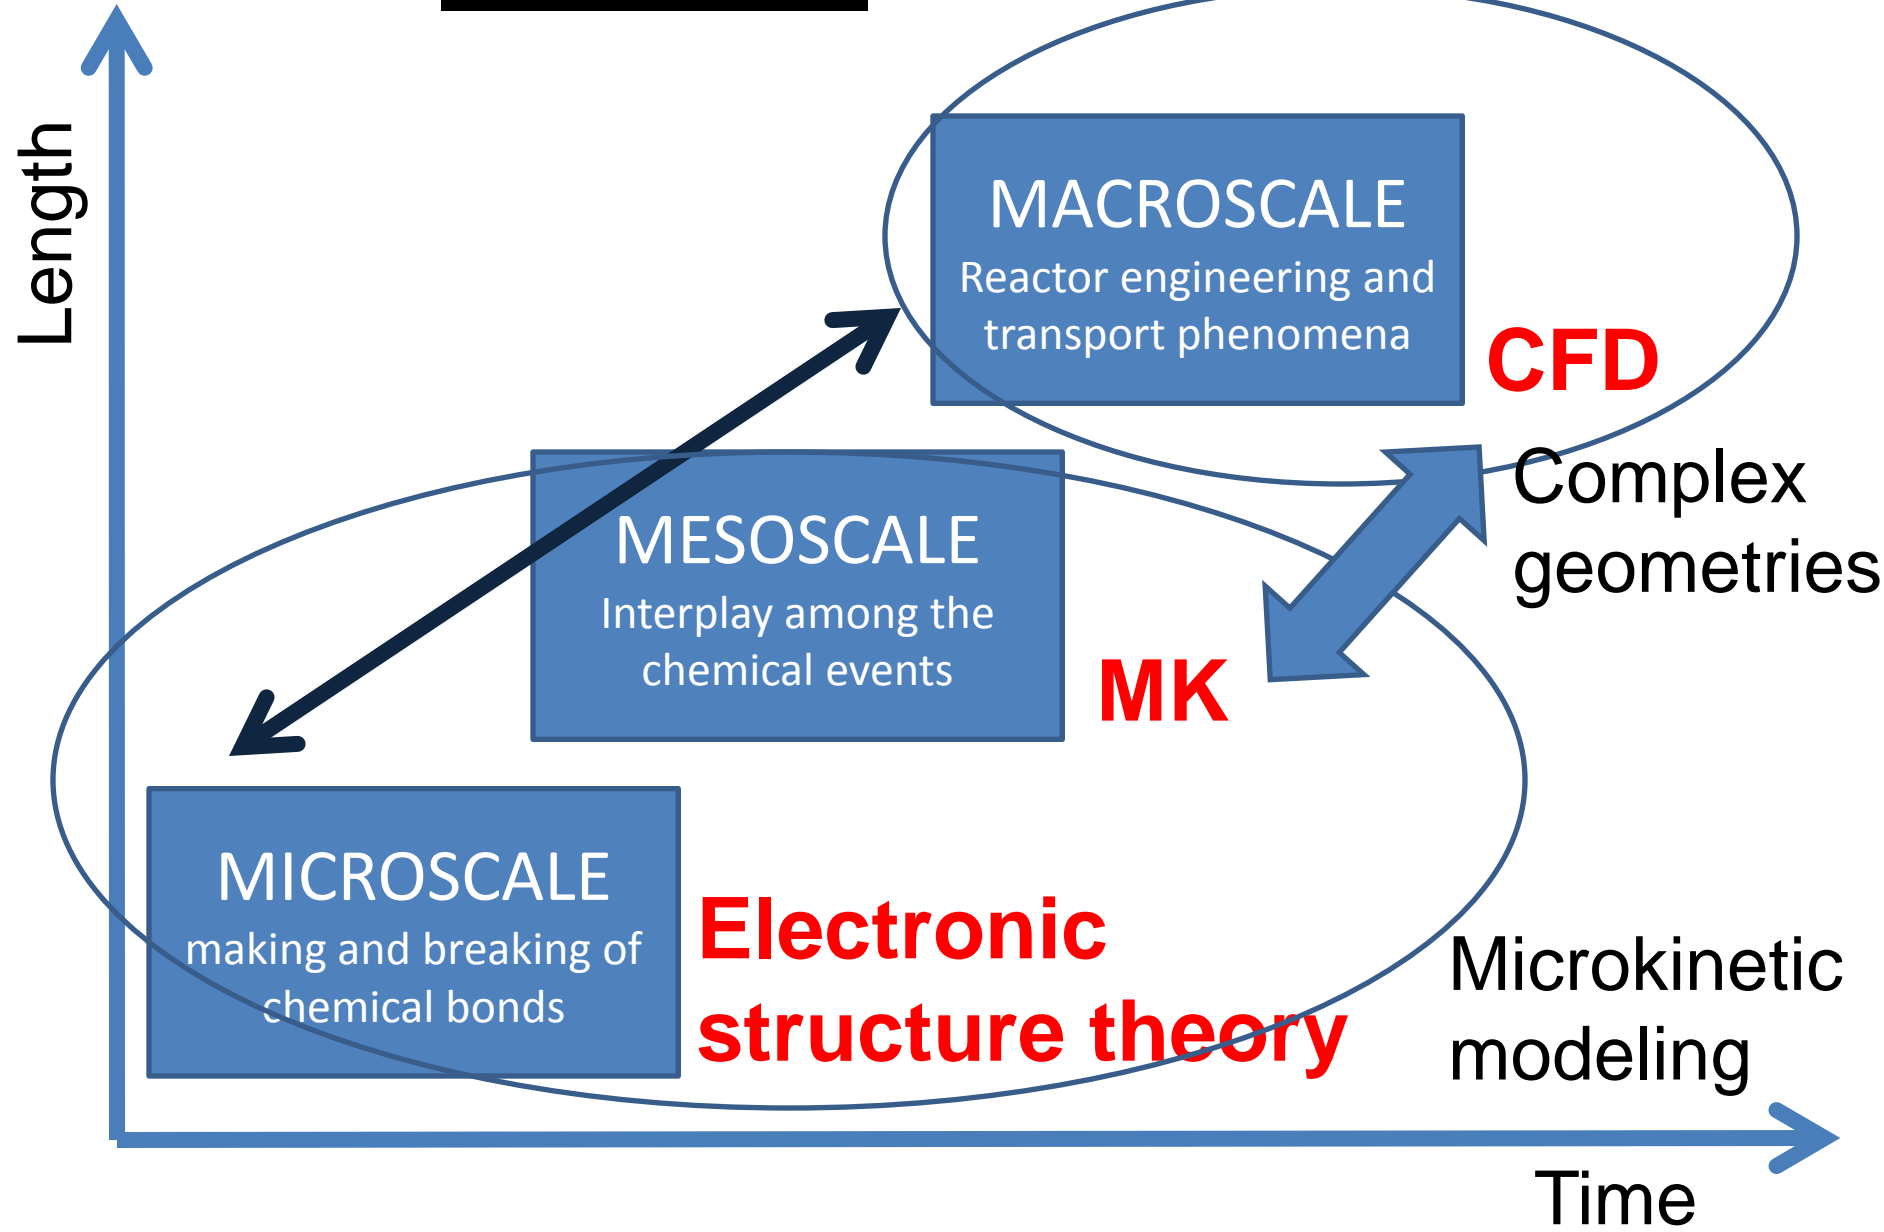 Length
MACROSCALE
Reactor engineering and
transport phenomena
CFD
Complex
geometries
MESOSCALE
Interplay among the
chemical events
MK
MICROSCALE
making and breaking of
chemical bonds
Electronic
structure theory
Microkinetic
modeling
Time